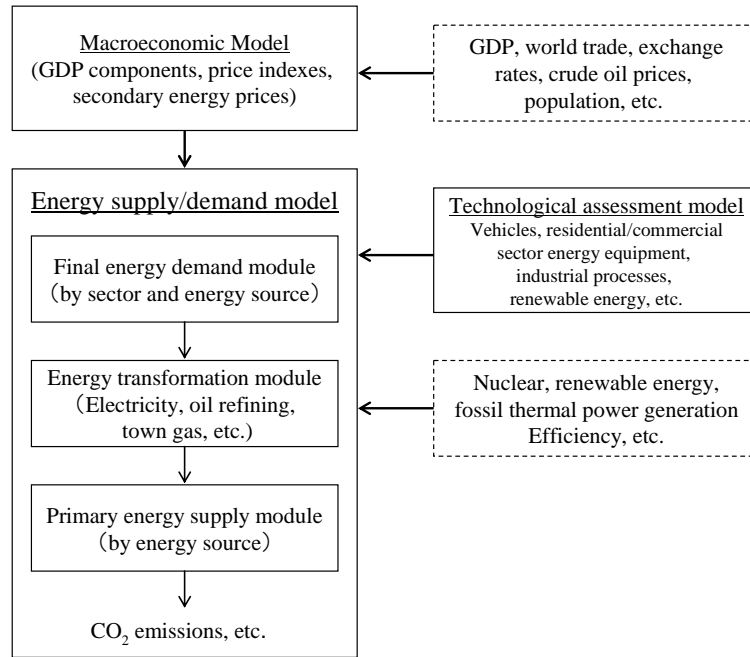 Macroeconomic Model
(GDP components, price indexes,
secondary energy prices)
GDP, world trade, exchange
rates, crude oil prices,
population, etc.
Energy supply/demand model
Final energy demand module
（by sector and energy source）
Energy transformation module
（Electricity, oil refining,
town gas, etc.)
Primary energy supply module
（by energy source）
CO₂ emissions, etc.
Technological assessment model
Vehicles, residential/commercial
sector energy equipment,
industrial processes,
renewable energy, etc.
Nuclear, renewable energy,
fossil thermal power generation
Efficiency, etc.